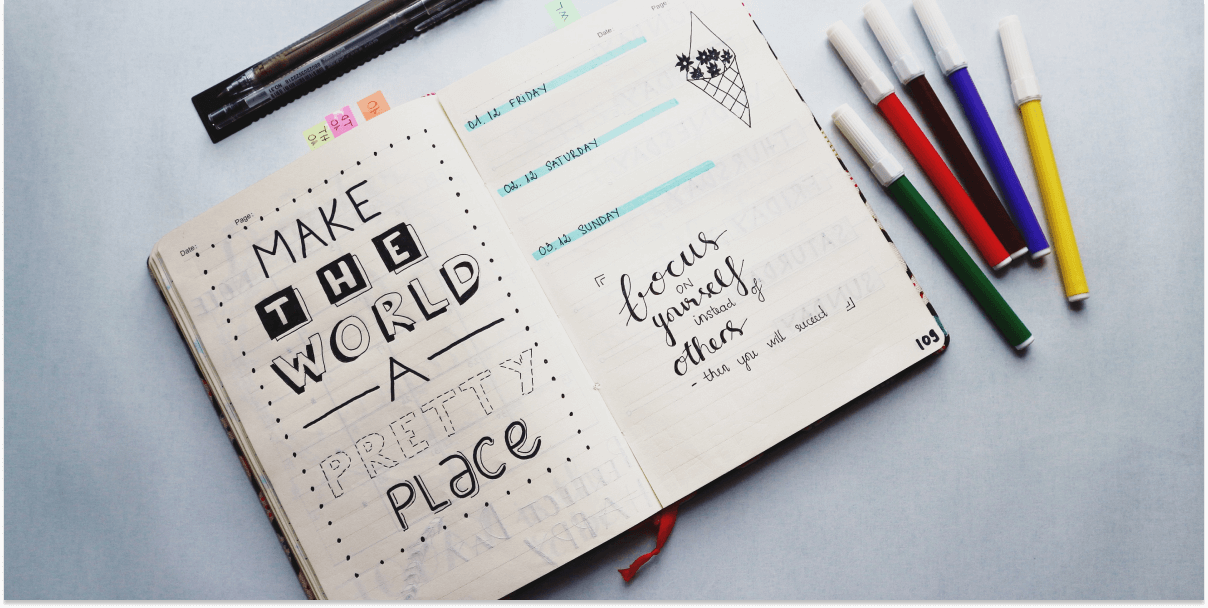 Date:
Page:
MAKE
THE
WORLD
A
PRETTY
PLACE
Date:
Page:
01.12 FRIDAY
02.12 SATURDAY
03.12 SUNDAY
focus
ON
yourself
instead of
others
- then you will succeed
109